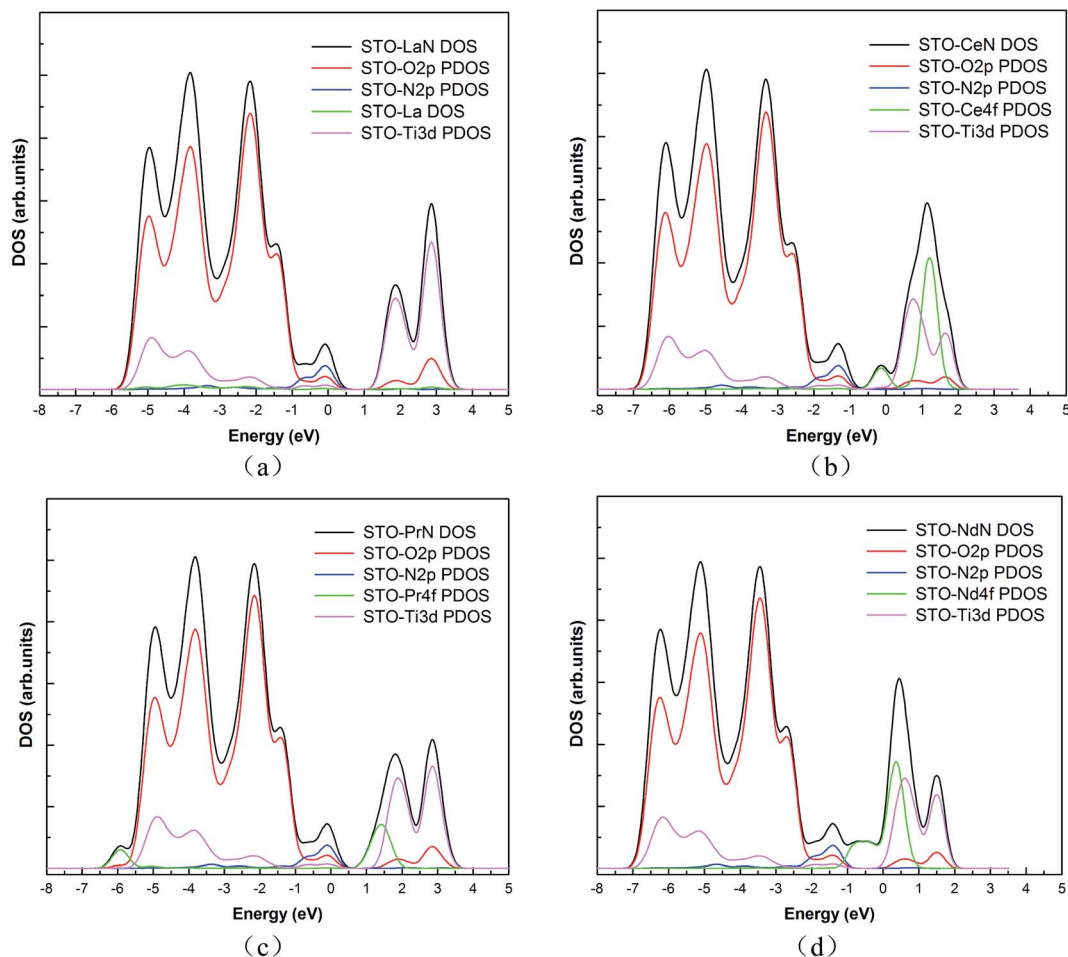 STO-LaN DOS
STO-O2p PDOS
STO-N2p PDOS
STO-La DOS
STO-Ti3d PDOS
DOS (arb.units)
-8 -7 -6 -5 -4 -3 -2 -1 0 1 2 3 4 5
Energy (eV)
(a)
STO-CeN DOS
STO-O2p PDOS
STO-N2p PDOS
STO-Ce4f PDOS
STO-Ti3d PDOS
DOS (arb.units)
-8 -7 -6 -5 -4 -3 -2 -1 0 1 2 3 4 5
Energy (eV)
(b)
STO-PrN DOS
STO-O2p PDOS
STO-N2p PDOS
STO-Pr4f PDOS
STO-Ti3d PDOS
DOS (arb.units)
-8 -7 -6 -5 -4 -3 -2 -1 0 1 2 3 4 5
Energy (eV)
(c)
STO-NdN DOS
STO-O2p PDOS
STO-N2p PDOS
STO-Nd4f PDOS
STO-Ti3d PDOS
DOS (arb.units)
-8 -7 -6 -5 -4 -3 -2 -1 0 1 2 3 4 5
Energy (eV)
(d)